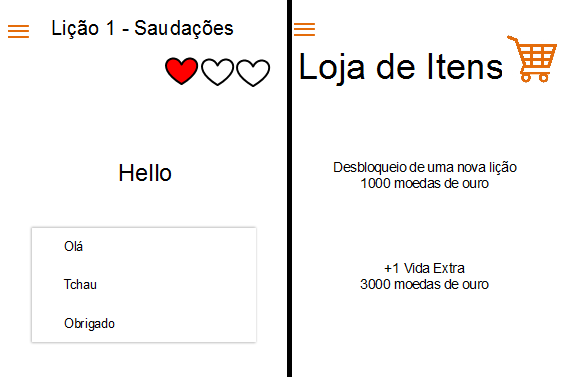 Lição 1 - Saudações
Hello
Olá
Tchau
Obrigado
Loja de Itens
Desbloqueio de uma nova lição
1000 moedas de ouro
+1 Vida Extra
3000 moedas de ouro